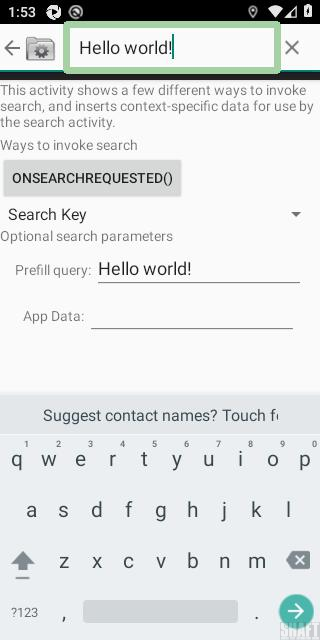 1:53
Hello world!
This activity shows a few different ways to invoke
search, and inserts context-specific data for use by
the search activity.
Ways to invoke search
ONSEARCHREQUESTED()
Search Key
Optional search parameters
Prefill query: Hello world!
App Data:
Suggest contact names? Touch fo
1 2 3 4 5 6 7 8 9 0
q w e r t y u i o p
a s d f g h j k l
z x c v b n m
?123 , .
SHAFT